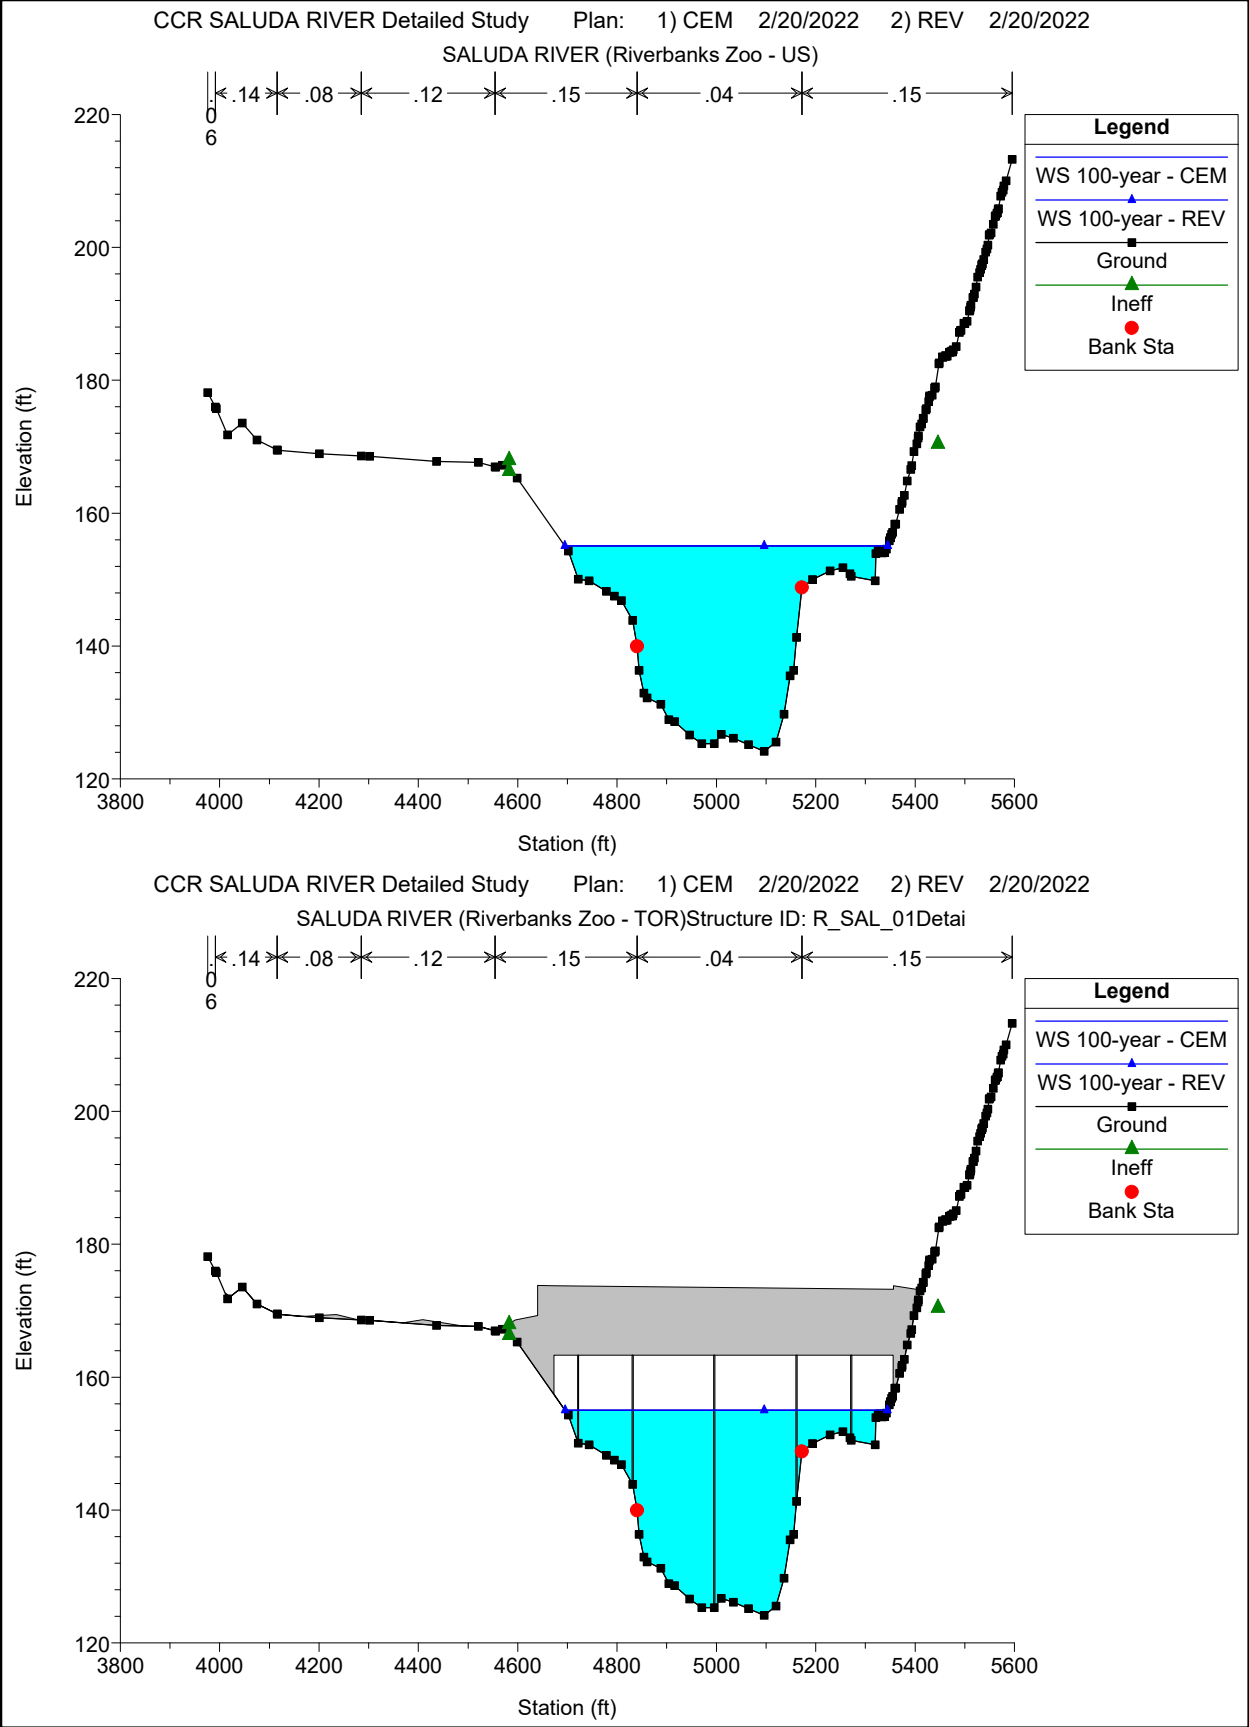 CCR SALUDA RIVER Detailed Study Plan: 1) CEM 2/20/2022 2) REV 2/20/2022
SALUDA RIVER (Riverbanks Zoo - US)
.06 .14 .08 .12 .15 .04 .15
220
200
180
160
140
120
Elevation (ft)
3800 4000 4200 4400 4600 4800 5000 5200 5400 5600
Station (ft)
Legend
WS 100-year - CEM
WS 100-year - REV
Ground
Ineff
Bank Sta
CCR SALUDA RIVER Detailed Study Plan: 1) CEM 2/20/2022 2) REV 2/20/2022
SALUDA RIVER (Riverbanks Zoo - TOR)Structure ID: R_SAL_01Detai
.06 .14 .08 .12 .15 .04 .15
220
200
180
160
140
120
Elevation (ft)
3800 4000 4200 4400 4600 4800 5000 5200 5400 5600
Station (ft)
Legend
WS 100-year - CEM
WS 100-year - REV
Ground
Ineff
Bank Sta